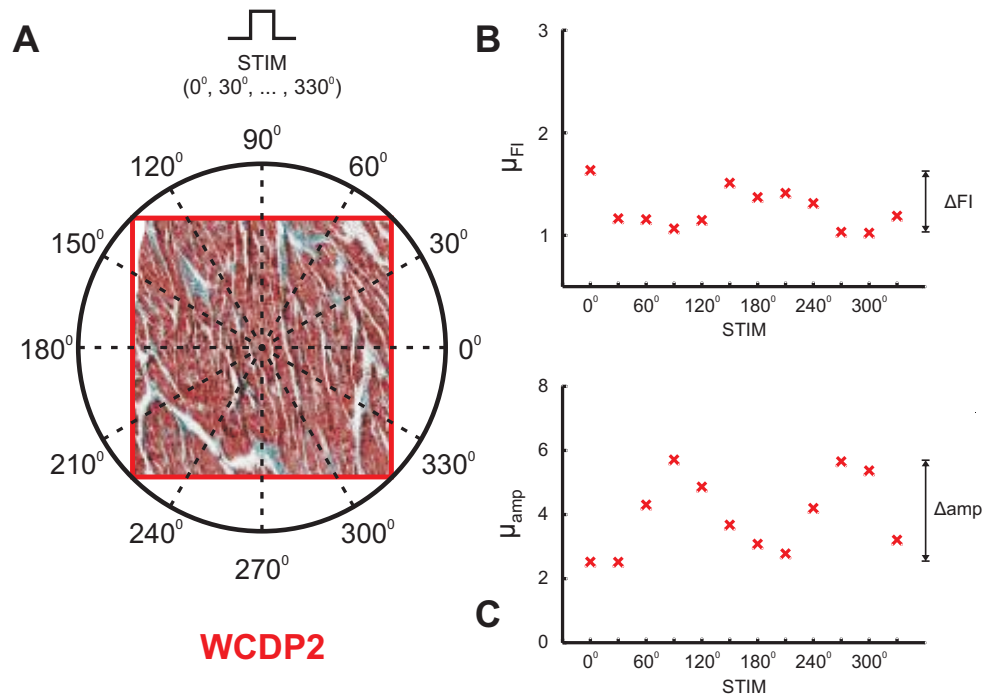 A
STIM
(0⁰, 30⁰, ... , 330⁰)
90⁰
120⁰
60⁰
150⁰
30⁰
180⁰
0⁰
210⁰
330⁰
240⁰
300⁰
270⁰
WCDP2
B
3
2
1
μFI
ΔFI
0⁰ 60⁰ 120⁰ 180⁰ 240⁰ 300⁰
STIM
8
6
4
2
0
μamp
Δamp
C
0⁰ 60⁰ 120⁰ 180⁰ 240⁰ 300⁰
STIM